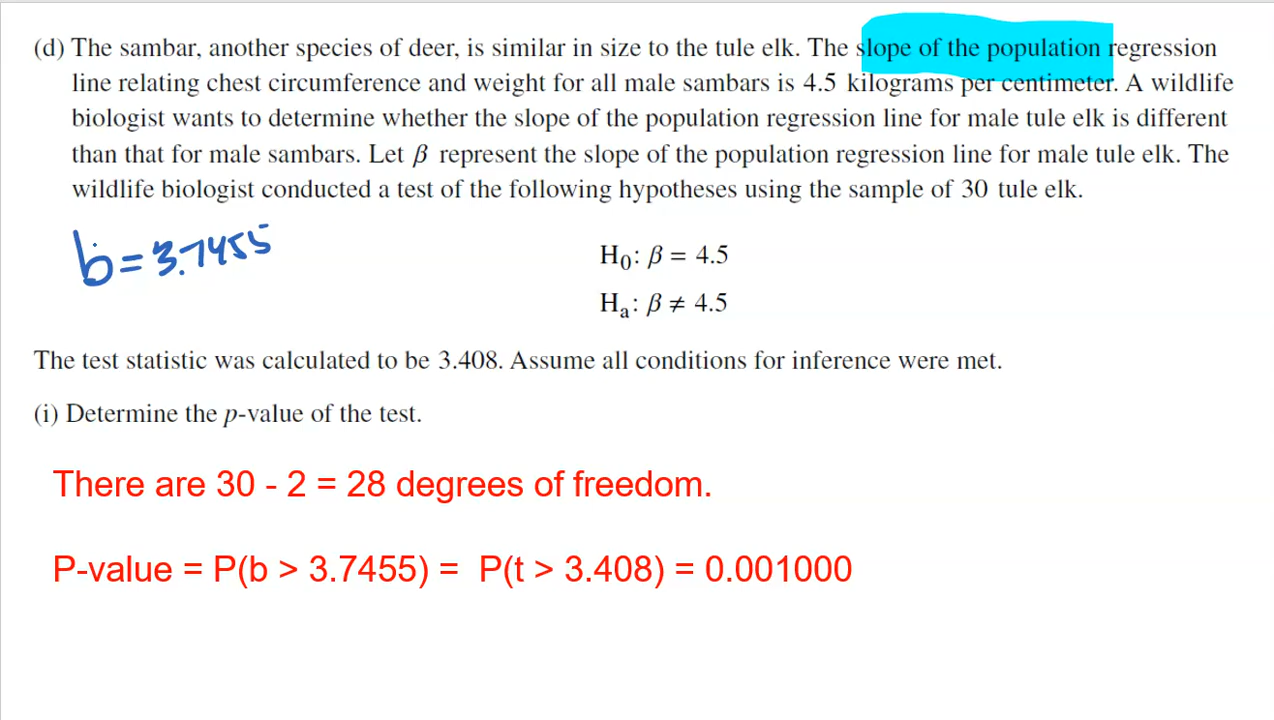 (d) The sambar, another species of deer, is similar in size to the tule elk. The slope of the population regression
line relating chest circumference and weight for all male sambars is 4.5 kilograms per centimeter. A wildlife
biologist wants to determine whether the slope of the population regression line for male tule elk is different
than that for male sambars. Let β represent the slope of the population regression line for male tule elk. The
wildlife biologist conducted a test of the following hypotheses using the sample of 30 tule elk.
b = 3.7455
H₀: β = 4.5
Hₐ: β ≠ 4.5
The test statistic was calculated to be 3.408. Assume all conditions for inference were met.
(i) Determine the p-value of the test.
There are 30 - 2 = 28 degrees of freedom.
P-value = P(b > 3.7455) = P(t > 3.408) = 0.001000